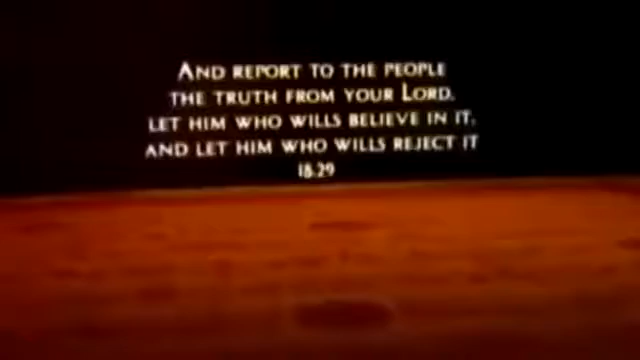 And report to the people
the truth from your Lord.
let him who wills believe in it,
and let him who wills reject it
18.29